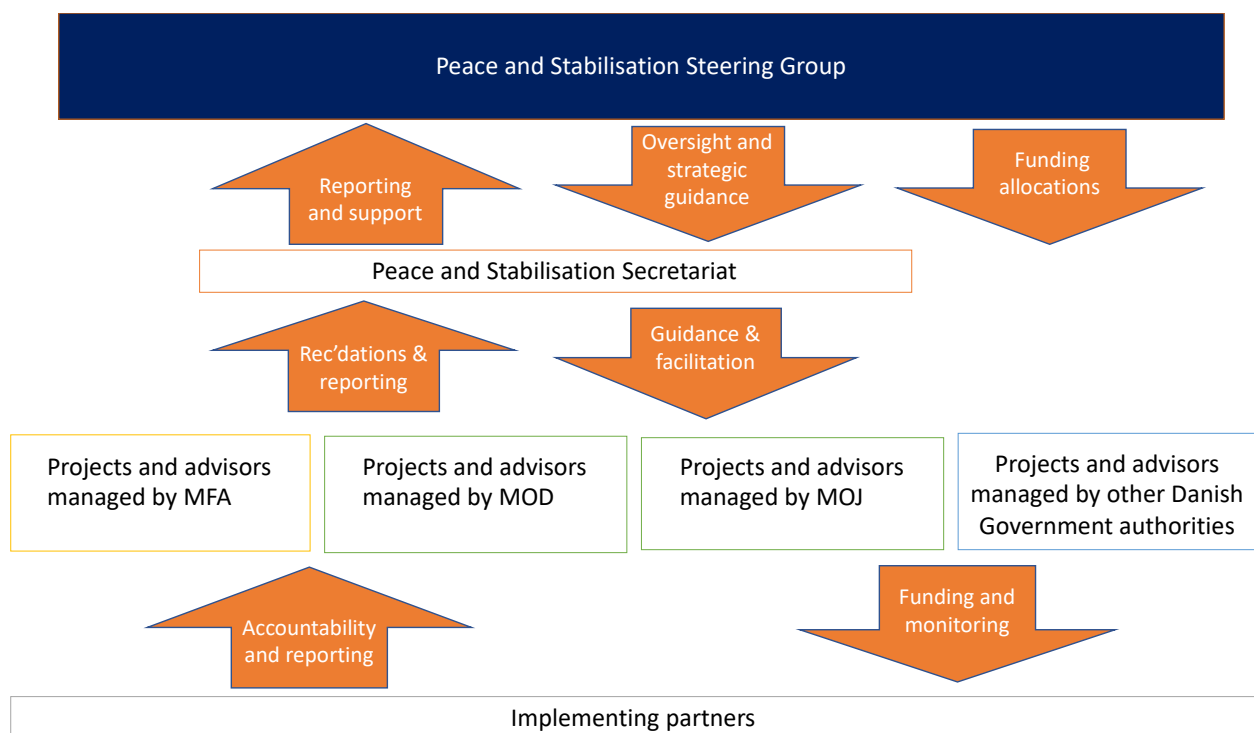 Peace and Stabilisation Steering Group
Reporting
and support
Oversight and
strategic
guidance
Funding
allocations
Peace and Stabilisation Secretariat
Rec’dations &
reporting
Guidance &
facilitation
Projects and advisors
managed by MFA
Projects and advisors
managed by MOD
Projects and advisors
managed by MOJ
Projects and advisors
managed by other Danish
Government authorities
Accountability
and reporting
Funding and
monitoring
Implementing partners